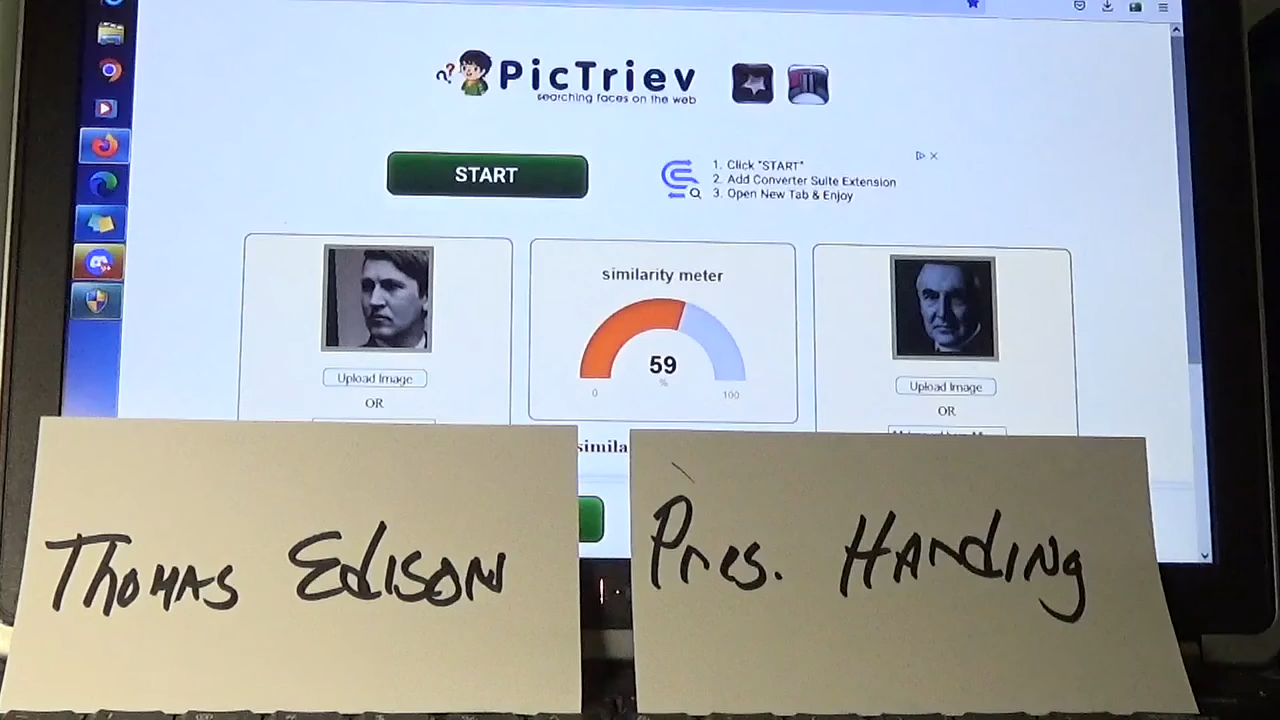 PicTriev
searching faces on the web
START
1. Click "START"
2. Add Converter Suite Extension
3. Open New Tab & Enjoy
similarity meter
59
%
0
100
Upload Image
OR
Upload Image
OR
simila
Thomas Edison
Pres. Harding